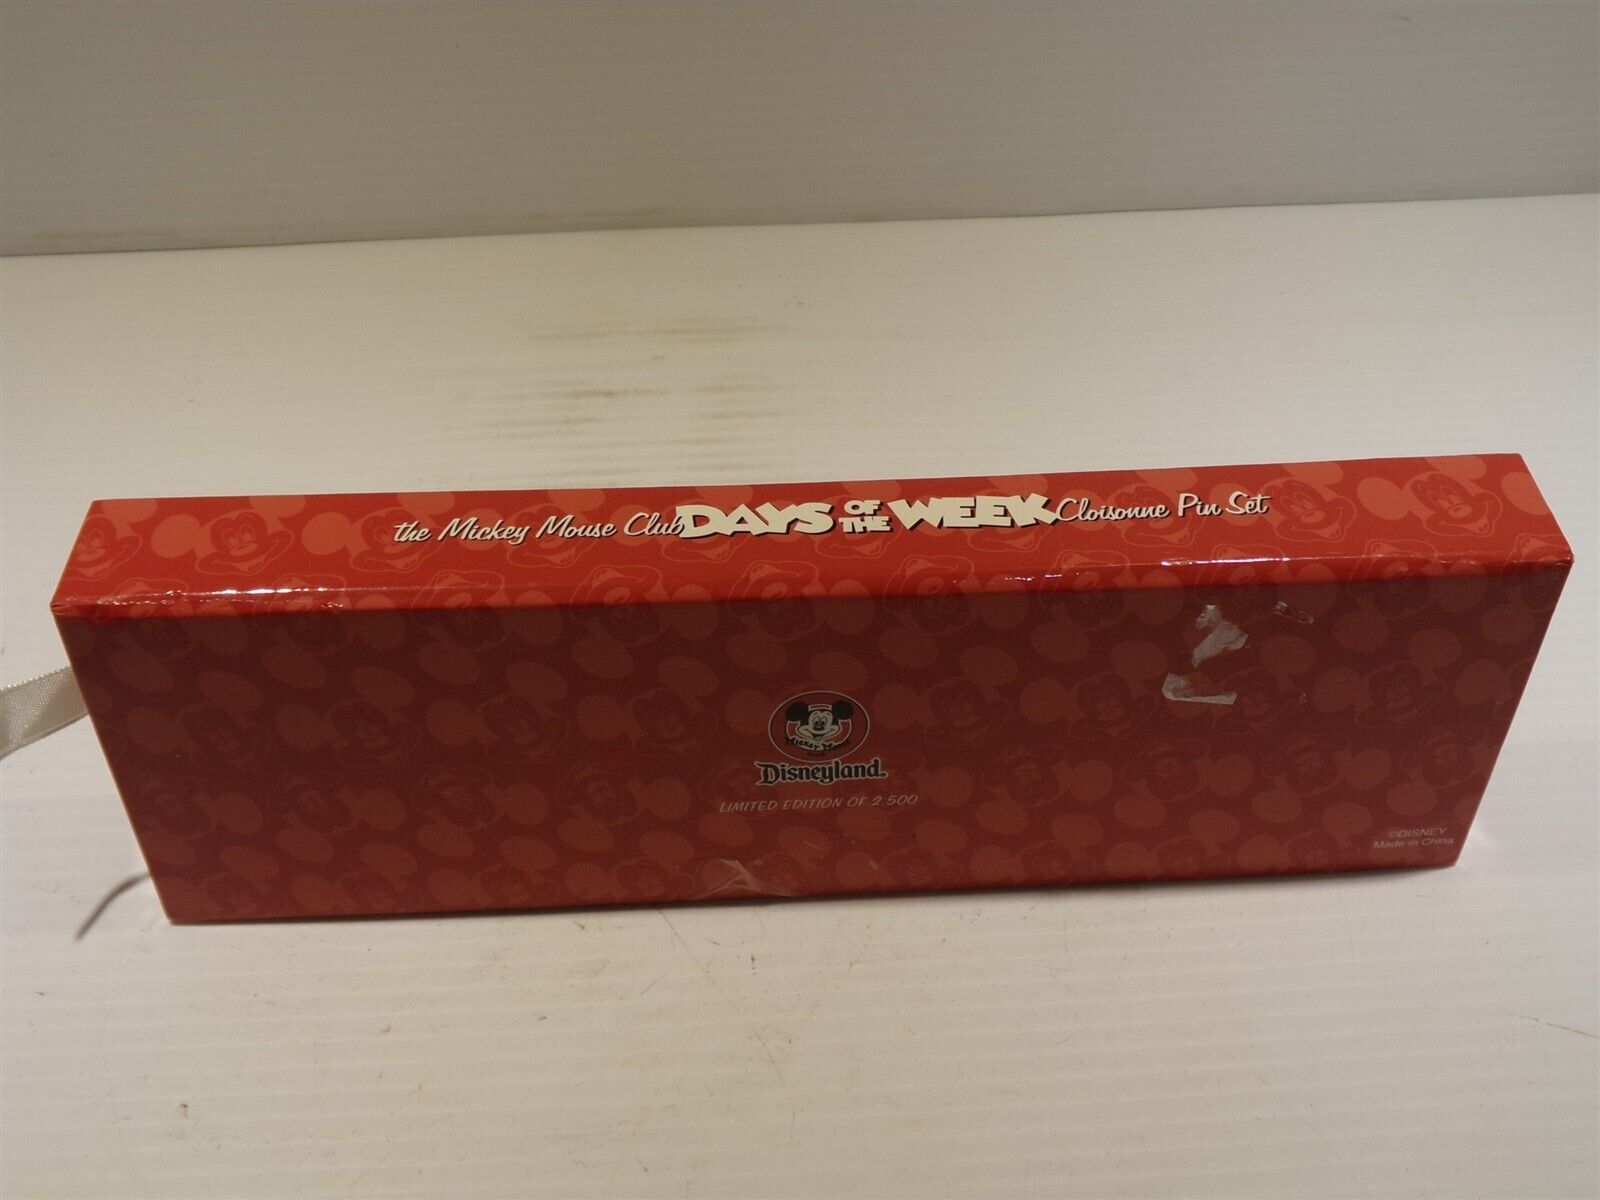 the Mickey Mouse Club DAYS OF THE WEEK Cloisonne Pin Set
Mickey Mouse
CLUB
Disneyland®
LIMITED EDITION OF 2,500
©DISNEY
Made in China